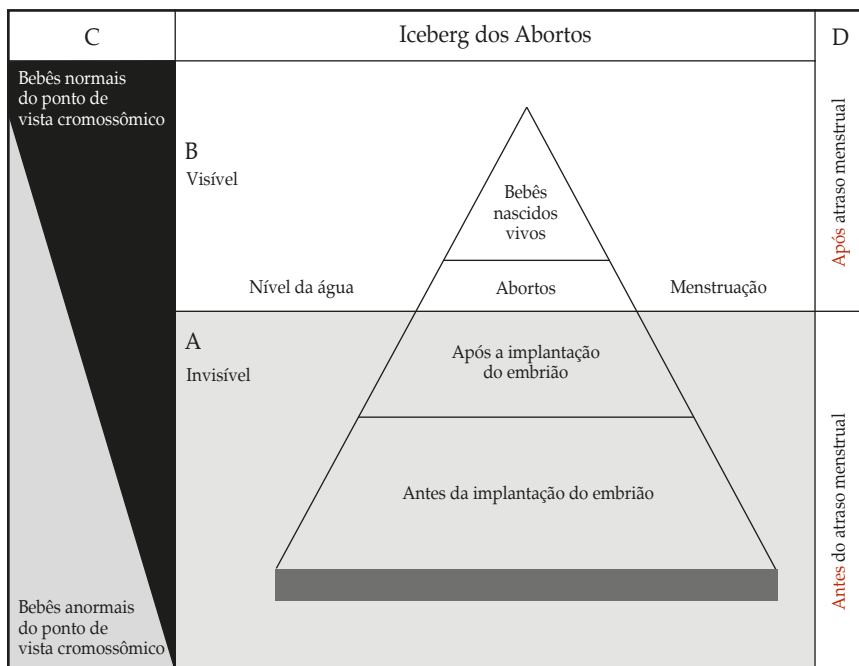 C
Iceberg dos Abortos
D
Bebês normais
do ponto de
vista cromossômico
B
Visível
Bebês
nascidos
vivos
Nível da água
Abortos
Menstruação
Após atraso menstrual
A
Invisível
Após a implantação
do embrião
Antes da implantação do embrião
Antes do atraso menstrual
Bebês anormais
do ponto de
vista cromossômico